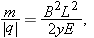 m/|q| = B²L²/2yE,